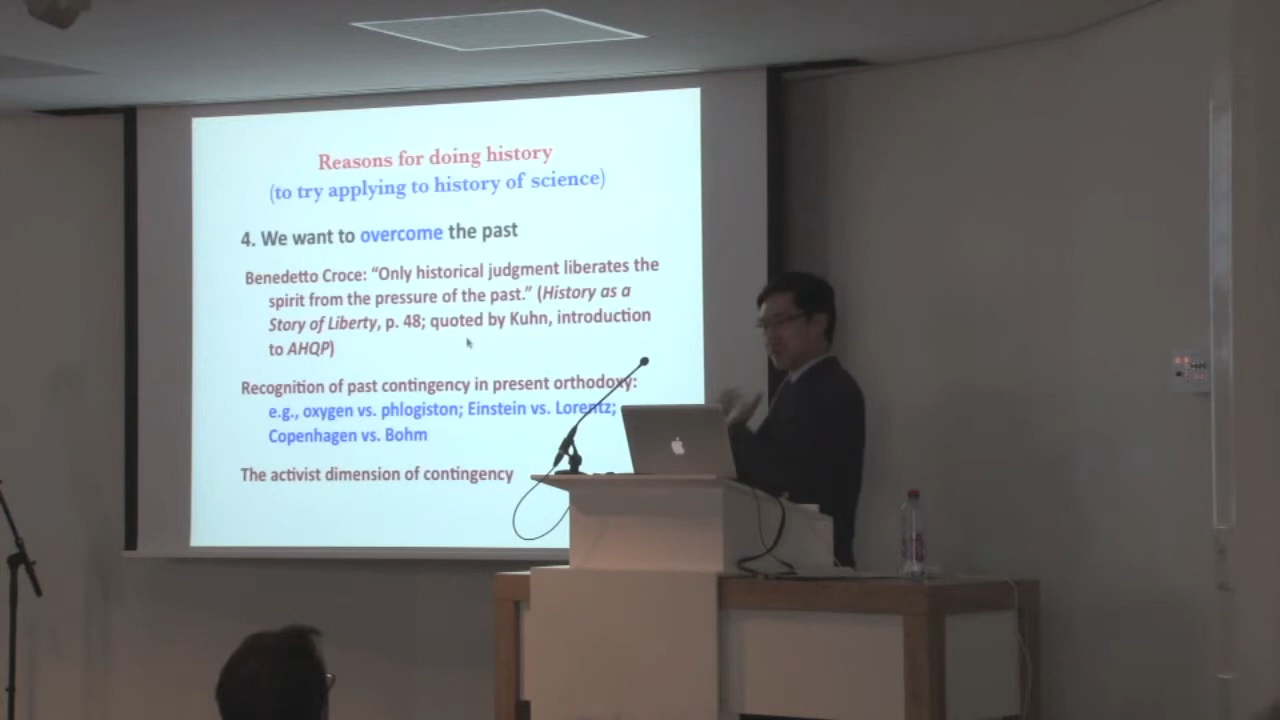 Reasons for doing history
(to try applying to history of science)
4. We want to overcome the past
Benedetto Croce: “Only historical judgment liberates the
spirit from the pressure of the past.” (History as a
Story of Liberty, p. 48; quoted by Kuhn, introduction
to AHQP)
Recognition of past contingency in present orthodoxy:
e.g., oxygen vs. phlogiston; Einstein vs. Lorentz;
Copenhagen vs. Bohm
The activist dimension of contingency